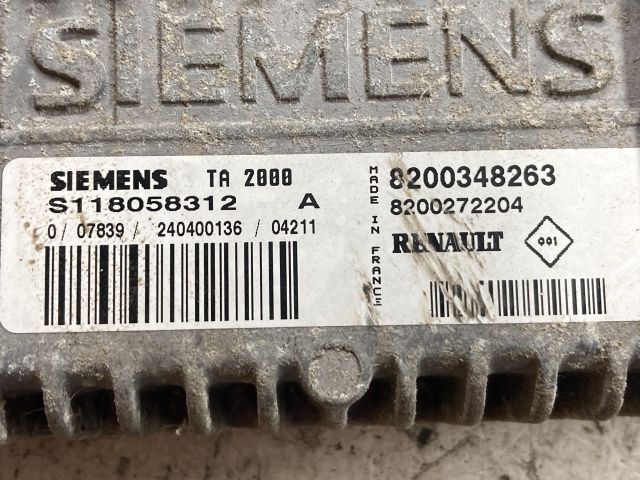 SIEMENS
SIEMENS TA 2000
S118058312 A
0 / 07839 / 240400136 / 04211
MADE IN FRANCE
8200348263
8200272204
RENAULT 001